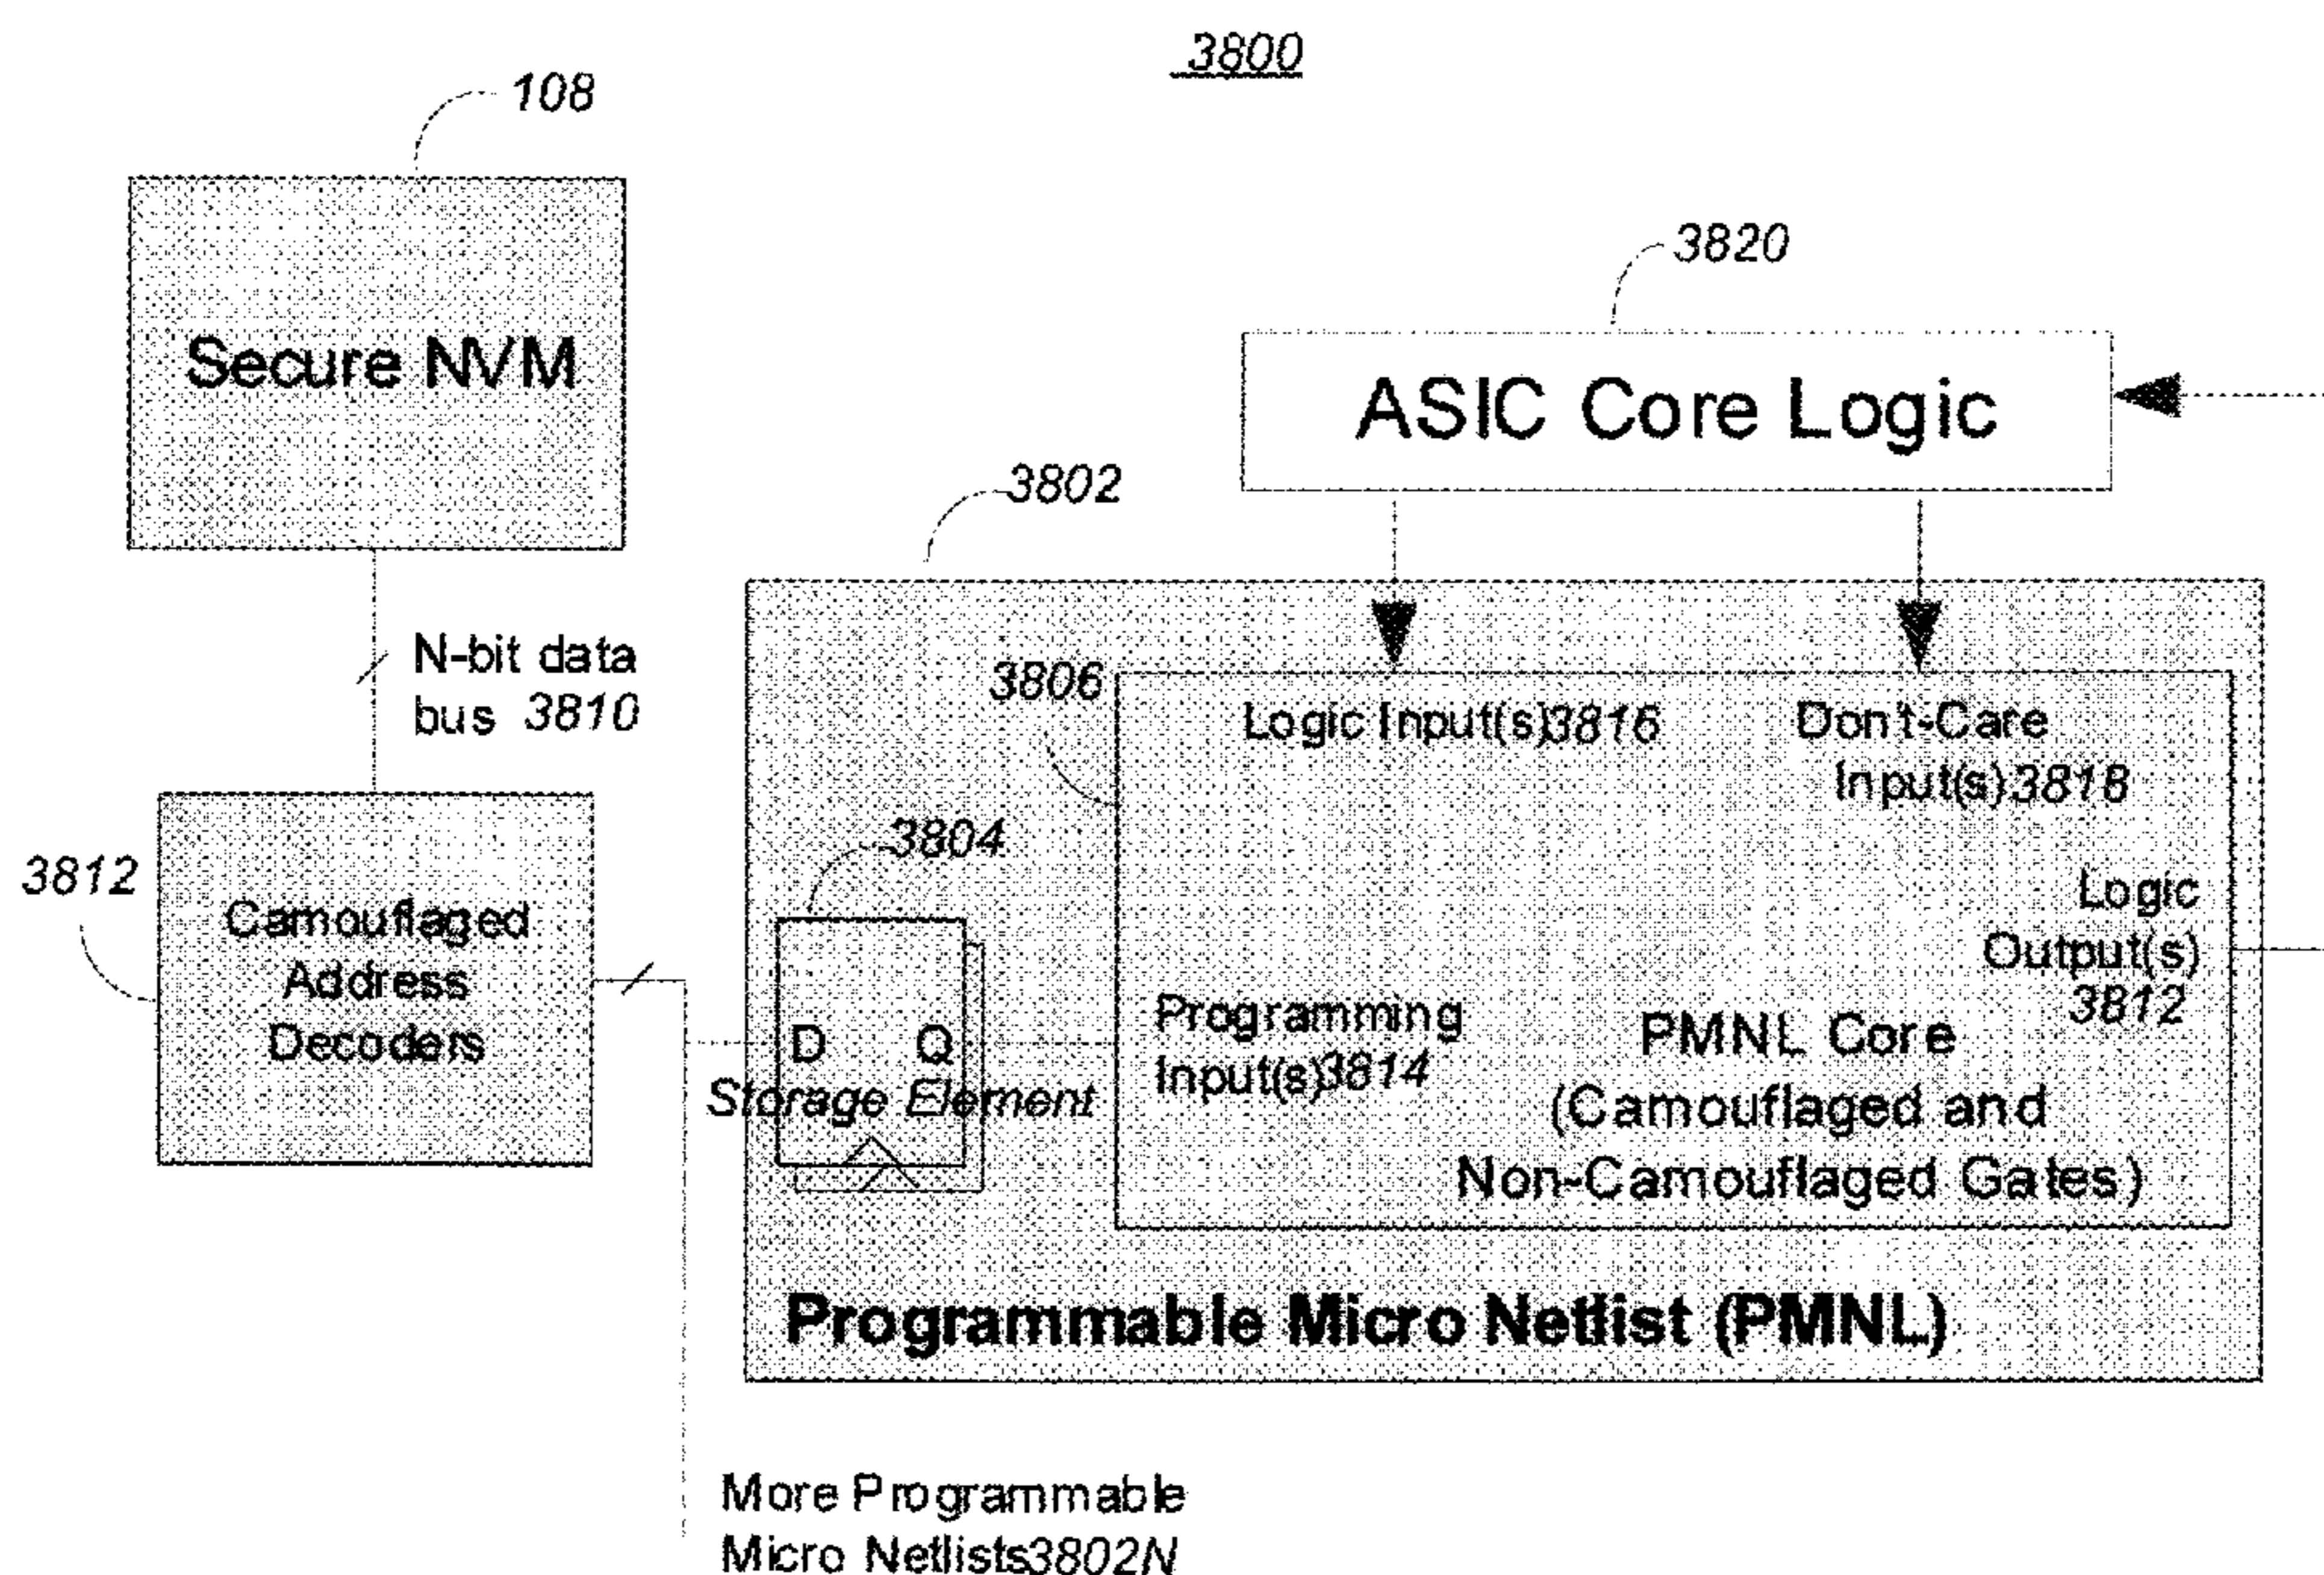 3800
108
Secure NVM
3820
ASIC Core Logic
3802
N-bit data
bus 3810
3806
Logic Input(s)3816
Don't-Care
Input(s)3818
3804
3812
Camouflaged
Address
Decoders
Logic
Output(s)
3812
D Q
Storage Element
Programming
Input(s)3814
PMNL Core
(Camouflaged and
Non-Camouflaged Gates)
Programmable Micro Netlist (PMNL)
More Programmable
Micro Netlists3802N